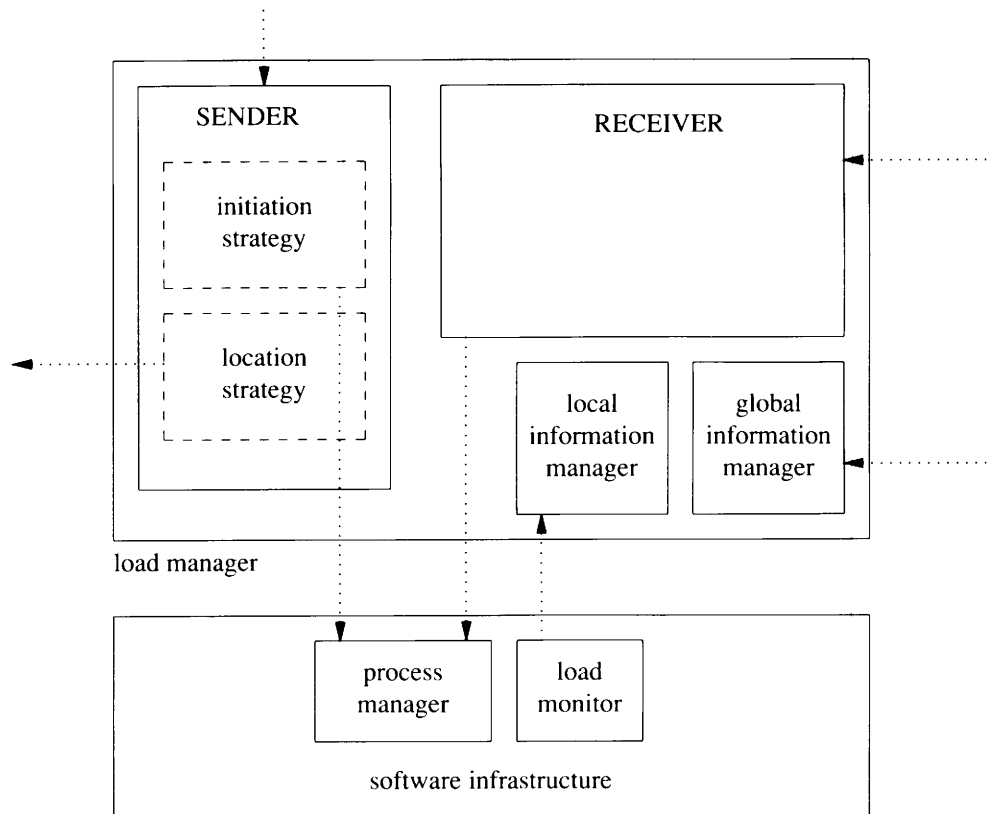 SENDER
initiation
strategy
location
strategy
RECEIVER
local
information
manager
global
information
manager
load manager
process
manager
load
monitor
software infrastructure